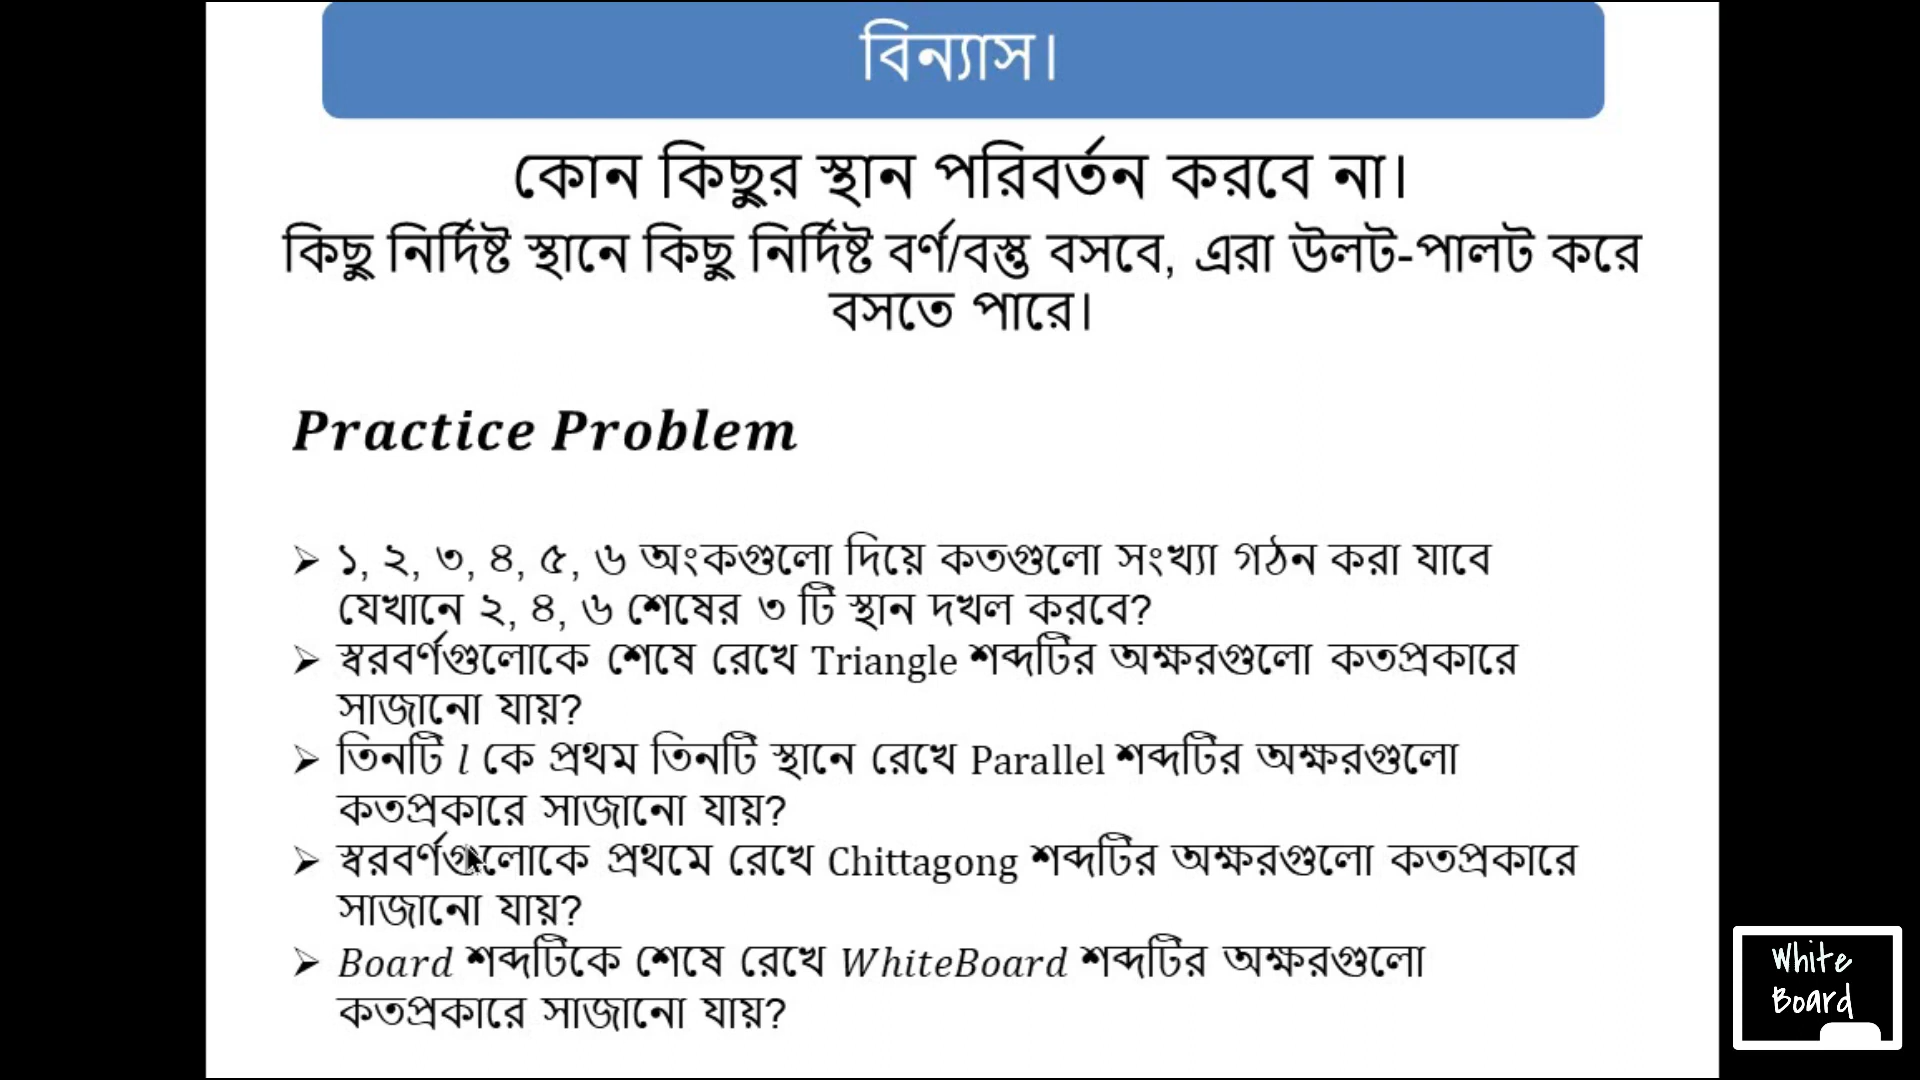 বিন্যাস।
কোন কিছুর স্থান পরিবর্তন করবে না।
কিছু নির্দিষ্ট স্থানে কিছু নির্দিষ্ট বর্ণ/বস্তু বসবে, এরা উলট-পালট করে
বসতে পারে।
Practice Problem
➢ ১, ২, ৩, ৪, ৫, ৬ অংকগুলো দিয়ে কতগুলো সংখ্যা গঠন করা যাবে
যেখানে ২, ৪, ৬ শেষের ৩ টি স্থান দখল করবে?
➢ স্বরবর্ণগুলোকে শেষে রেখে Triangle শব্দটির অক্ষরগুলো কতপ্রকারে
সাজানো যায়?
➢ তিনটি l কে প্রথম তিনটি স্থানে রেখে Parallel শব্দটির অক্ষরগুলো
কতপ্রকারে সাজানো যায়?
➢ স্বরবর্ণগুলোকে প্রথমে রেখে Chittagong শব্দটির অক্ষরগুলো কতপ্রকারে
সাজানো যায়?
➢ Board শব্দটিকে শেষে রেখে WhiteBoard শব্দটির অক্ষরগুলো
কতপ্রকারে সাজানো যায়?
White
Board